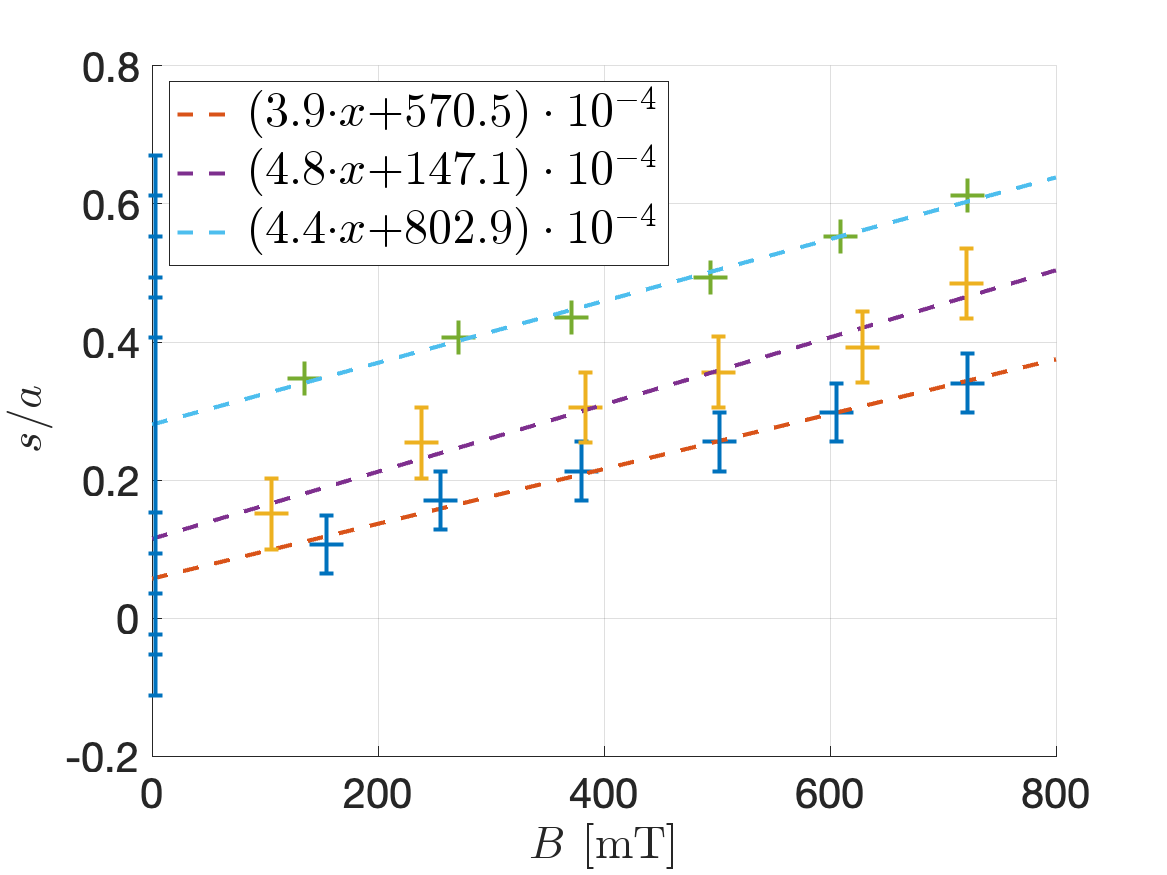 0.8
0.6
0.4
0.2
0
-0.2
s/a
(3.9·x+570.5) · 10⁻⁴
(4.8·x+147.1) · 10⁻⁴
(4.4·x+802.9) · 10⁻⁴
0 200 400 600 800
B [mT]